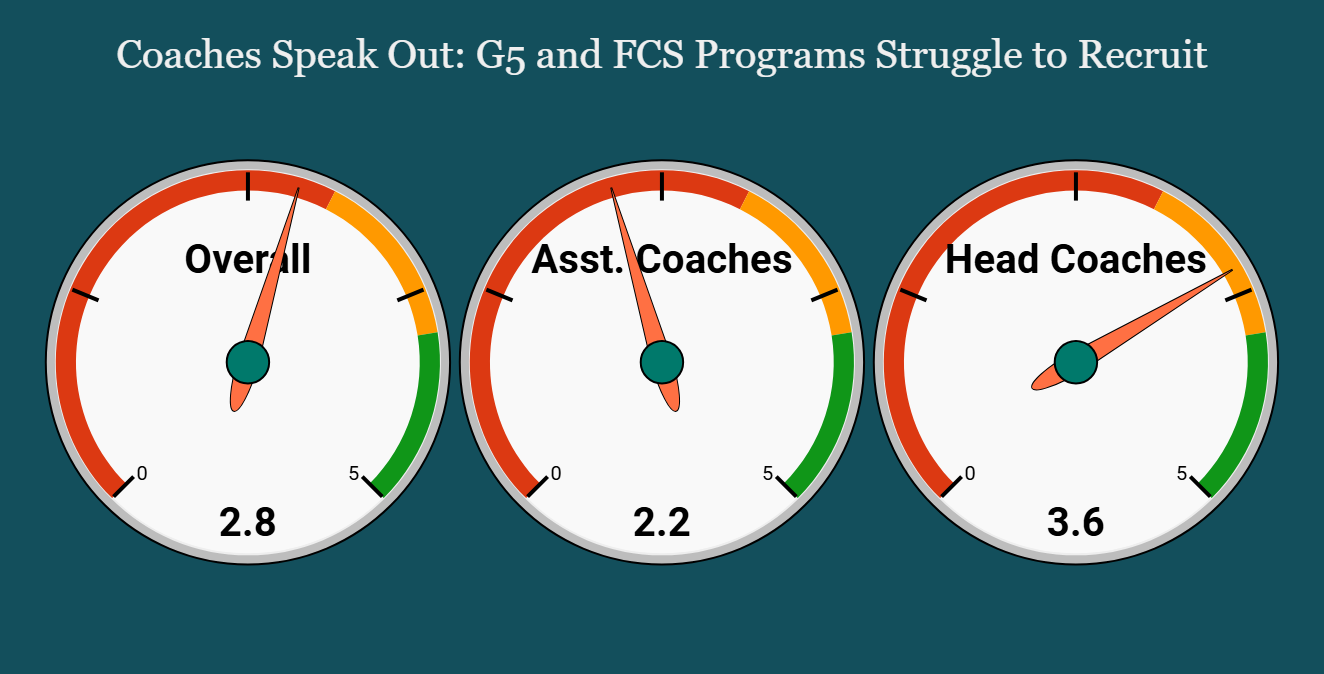 Coaches Speak Out: G5 and FCS Programs Struggle to Recruit
Overall
0
5
2.8
Asst. Coaches
0
5
2.2
Head Coaches
0
5
3.6